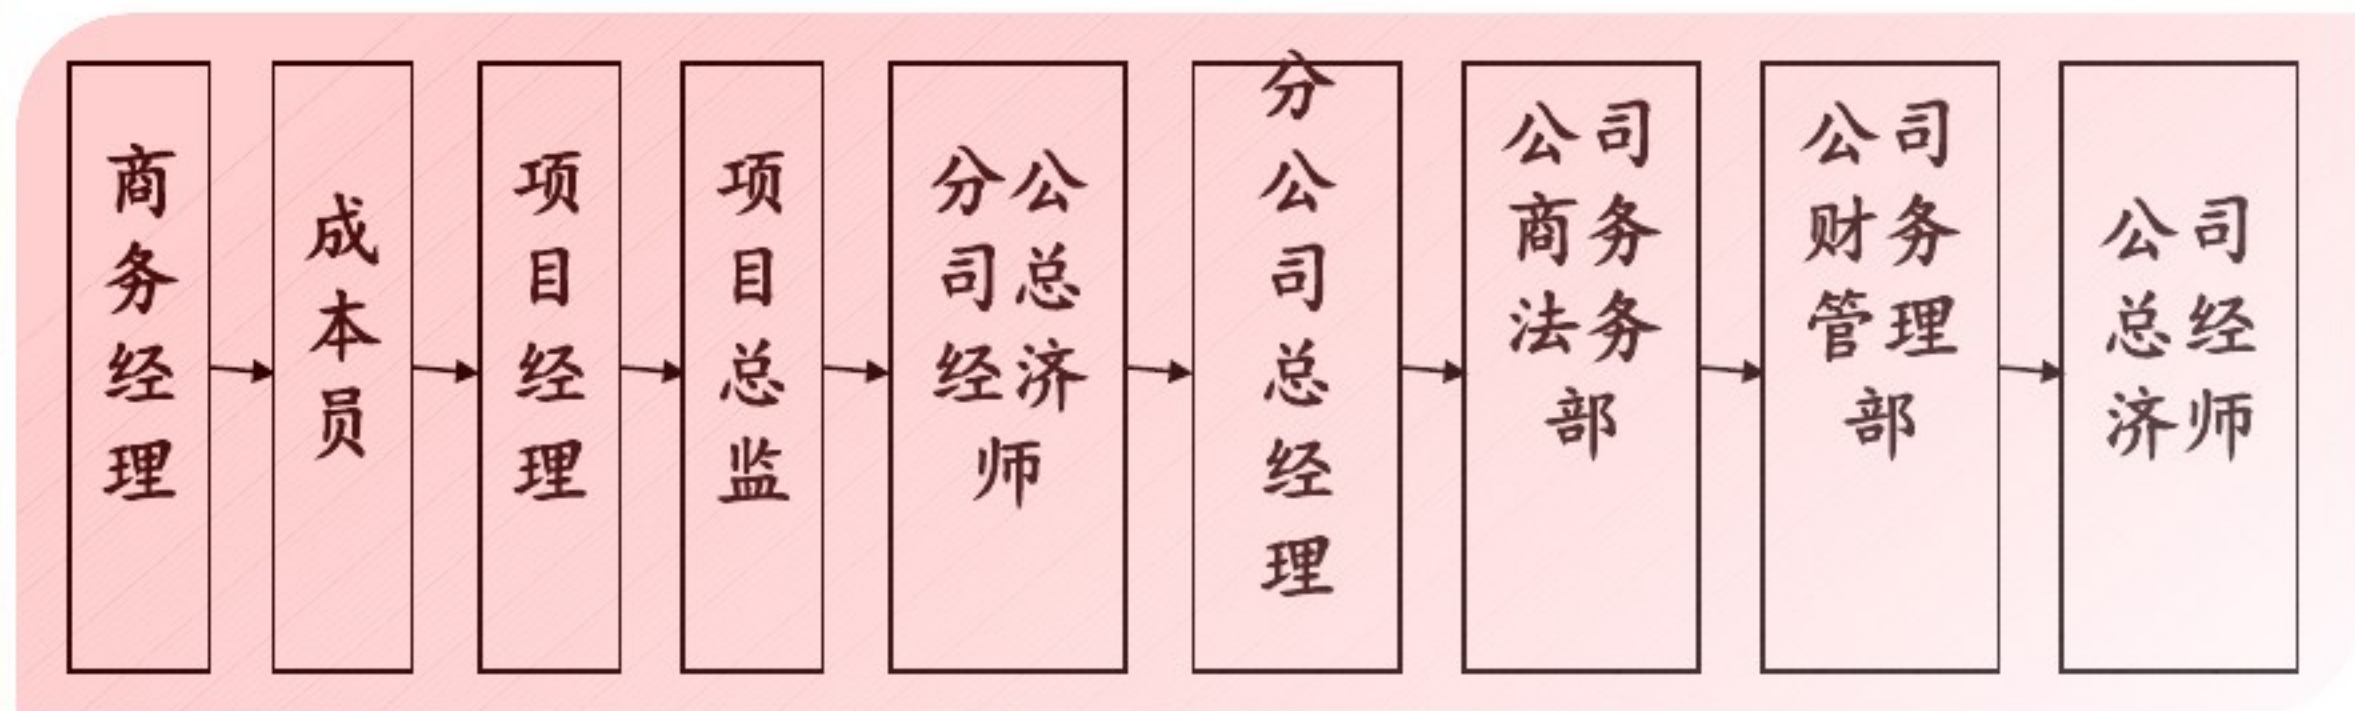 商务经理
成本员
项目经理
项目总监
分公
司总
经济
师
分公司总经理
公司
商务
法务
部
公司
财务
管理
部
公司
总经
济师